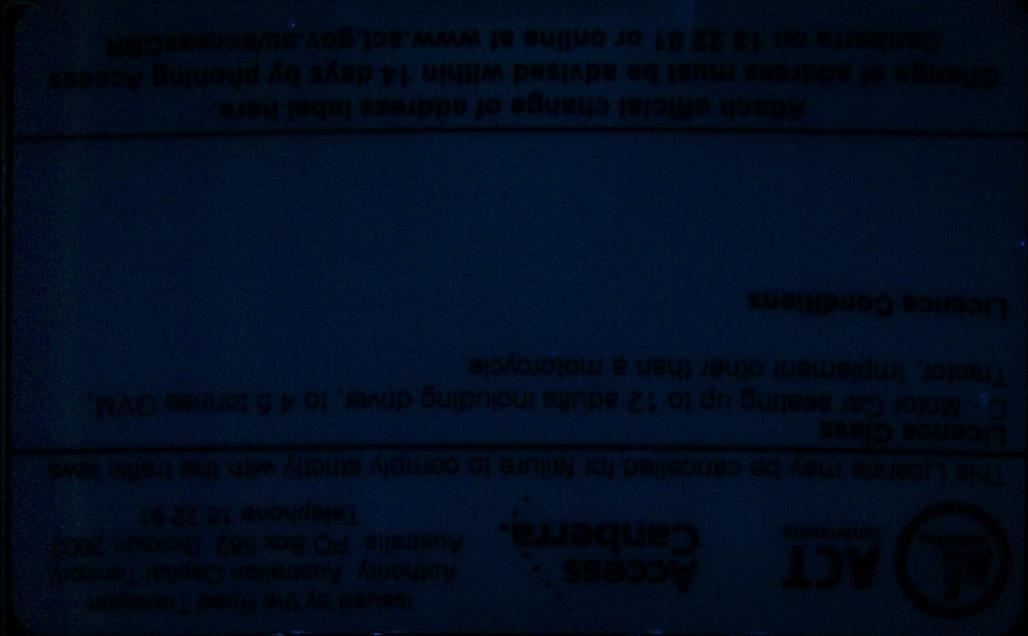 ACT
Government
Access
Canberra.
Issued by the Road Transport
Authority Australian Capital Territory,
Australia PO Box 582 Dickson 2602
Telephone 13 22 81
This Licence may be cancelled for failure to comply strictly with the traffic laws
Licence Class
C - Motor Car seating up to 12 adults including driver, to 4.5 tonnes GVM,
Tractor, Implement other than a motorcycle
Licence Conditions
Attach official change of address label here.
Change of address must be advised within 14 days by phoning Access
Canberra on 13 22 81 or online at www.act.gov.au/accessCBR